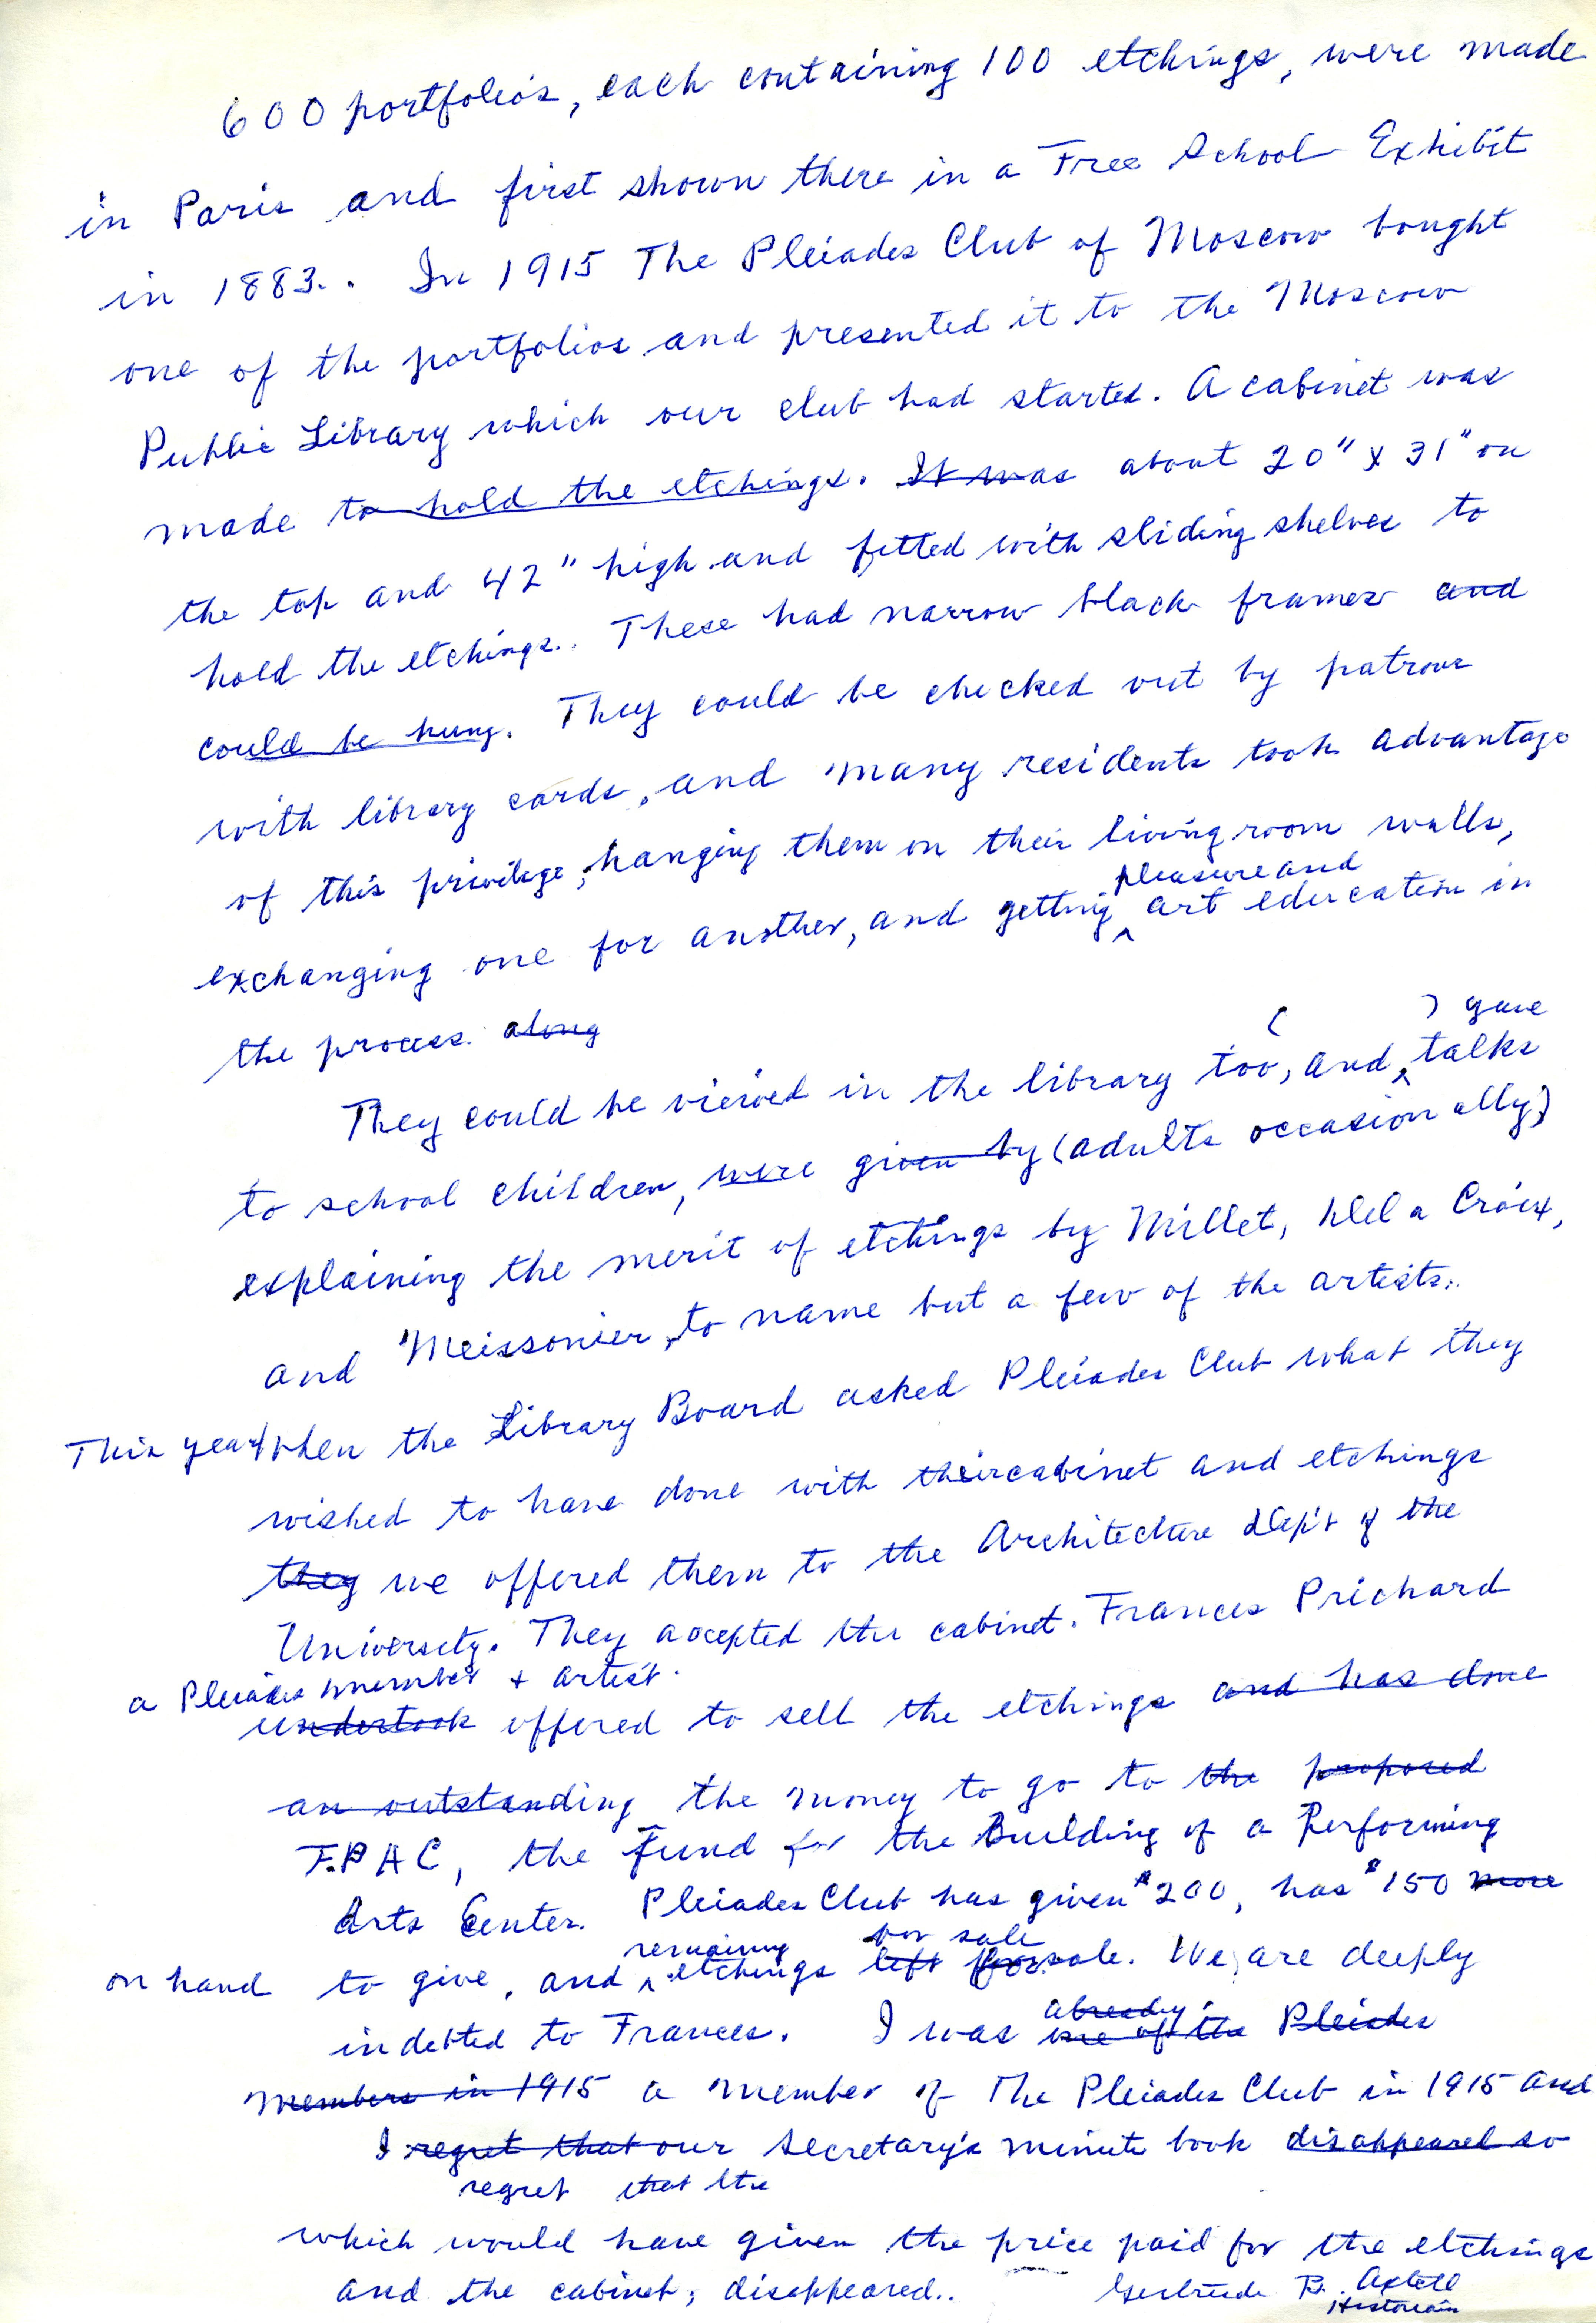 600 portfolios, each containing 100 etchings, were made
in Paris and first shown there in a Free School Exhibit
in 1883.. In 1915 The Pleiades Club of Moscow bought
one of the portfolios and presented it to the Moscow
Public Library which our club had started. A cabinet was
made to hold the etchings. It was about 20" x 31" on
the top and 42" high and fitted with sliding shelves to
hold the etchings.. These had narrow black frames and
could be hung. They could be checked out by patrons
with library cards, and many residents took advantage
of this privilege, hanging them on their living room walls,
pleasure and
exchanging one for another, and getting ^ art education in
the process. along
( ) gave
They could be viewed in the library too, and ^ talks
to school children, were given by (adults occasionally)
explaining the merit of etchings by Millet, Dela Croix,
and Meissonier, to name but a few of the artists..
This year when the Library Board asked Pleiades Club what they
wished to have done with their cabinet and etchings
they we offered them to the Architecture Dep't of the
University. They accepted the cabinet. Frances Prichard
a Pleiades member + artist.
undertook offered to sell the etchings and has done
an outstanding the money to go to the proposed
F.P A C, the Fund for the Building of a Performing
Arts Center. Pleiades Club has given $200, has $150 more
remaining for sale
on hand to give, and ^ etchings left for sale. We are deeply
already
indebted to Frances. I was one of the Pleiades
members in 1915 a member of The Pleiades Club in 1915 and
I regret that our Secretary's minute book disappeared so
regret that the
which would have given the price paid for the etchings
and the cabinet, disappeared.. Gertrude B. Axtell
Historian